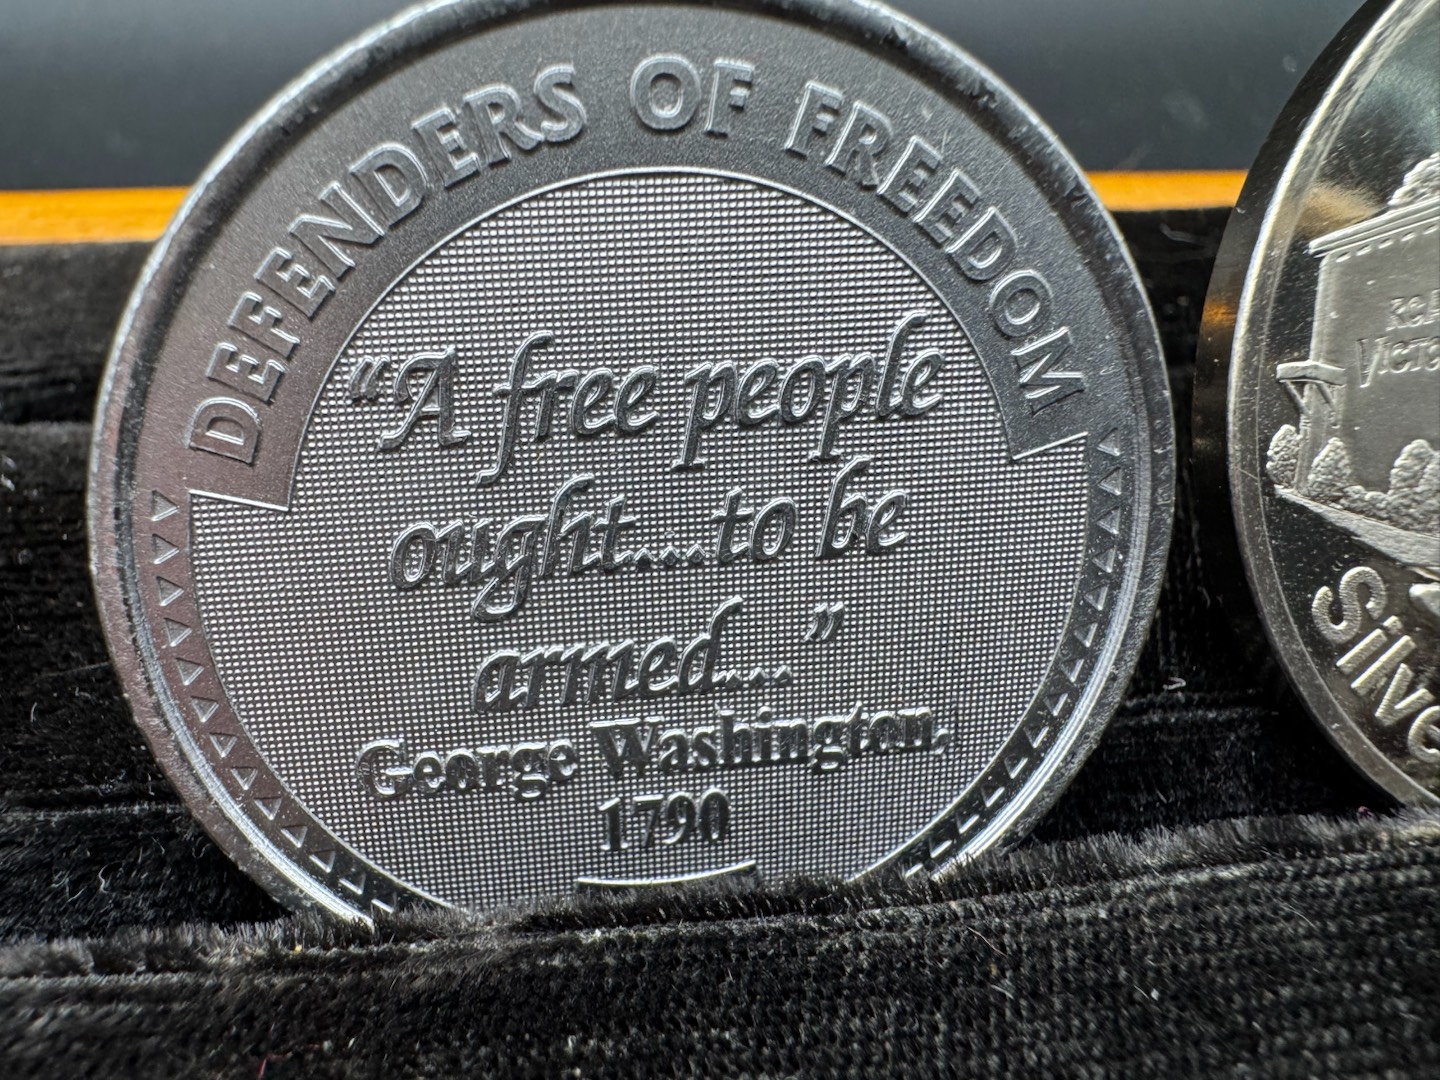 DEFENDERS OF FREEDOM
“A free people
ought...to be
armed...”
George Washington,
1790